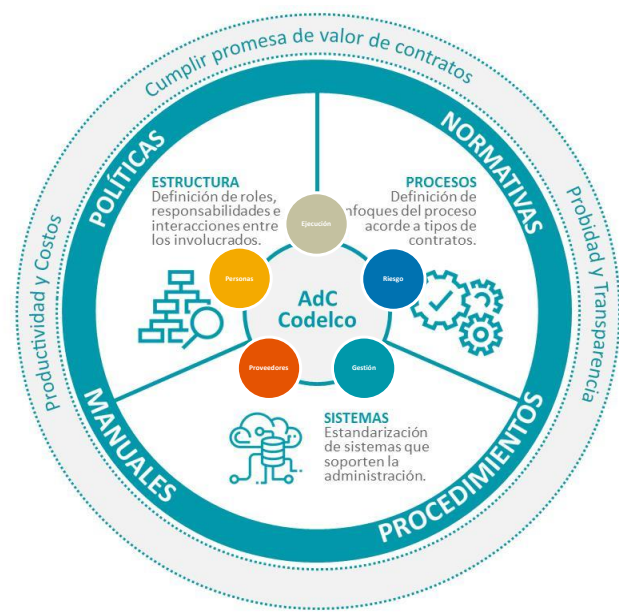 Cumplir promesa de valor de contratos
Productividad y Costos
Probidad y Transparencia
POLÍTICAS
NORMATIVAS
MANUALES
PROCEDIMIENTOS
ESTRUCTURA
Definición de roles,
responsabilidades e
interacciones entre
los involucrados.
PROCESOS
Definición de
nfoques del proceso
acorde a tipos de
contratos.
Ejecución
Personas
Riesgo
AdC
Codelco
Proveedores
Gestión
SISTEMAS
Estandarización
de sistemas que
soporten la
administración.